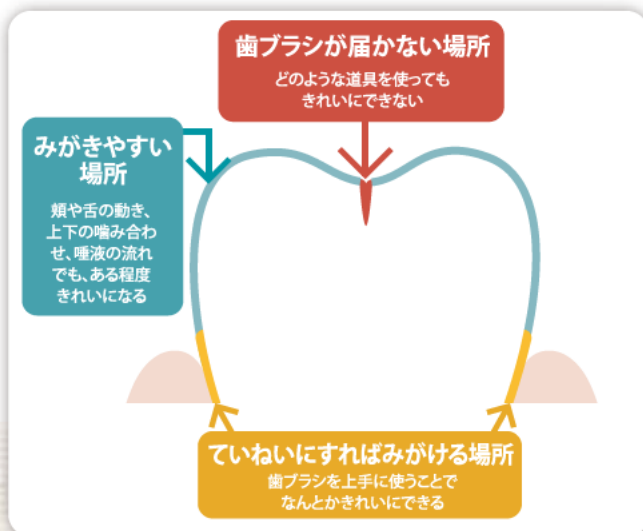 歯ブラシが届かない場所
どのような道具を使っても
きれいにできない
みがきやすい
場所
頬や舌の動き、
上下の噛み合わ
せ、唾液の流れ
でも、ある程度
きれいになる
ていねいにすればみがける場所
歯ブラシを上手に使うことで
なんとかきれいにできる